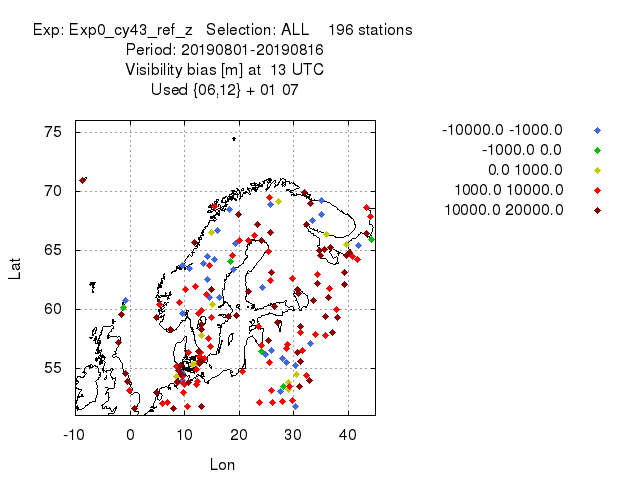 Exp: Exp0_cy43_ref_z   Selection: ALL    196 stations
Period: 20190801-20190816
Visibility bias [m] at  13 UTC
Used {06,12} + 01 07
-10000.0 -1000.0
-1000.0 0.0
0.0 1000.0
1000.0 10000.0
10000.0 20000.0
75
70
65
60
55
Lat
-10 0 10 20 30 40
Lon